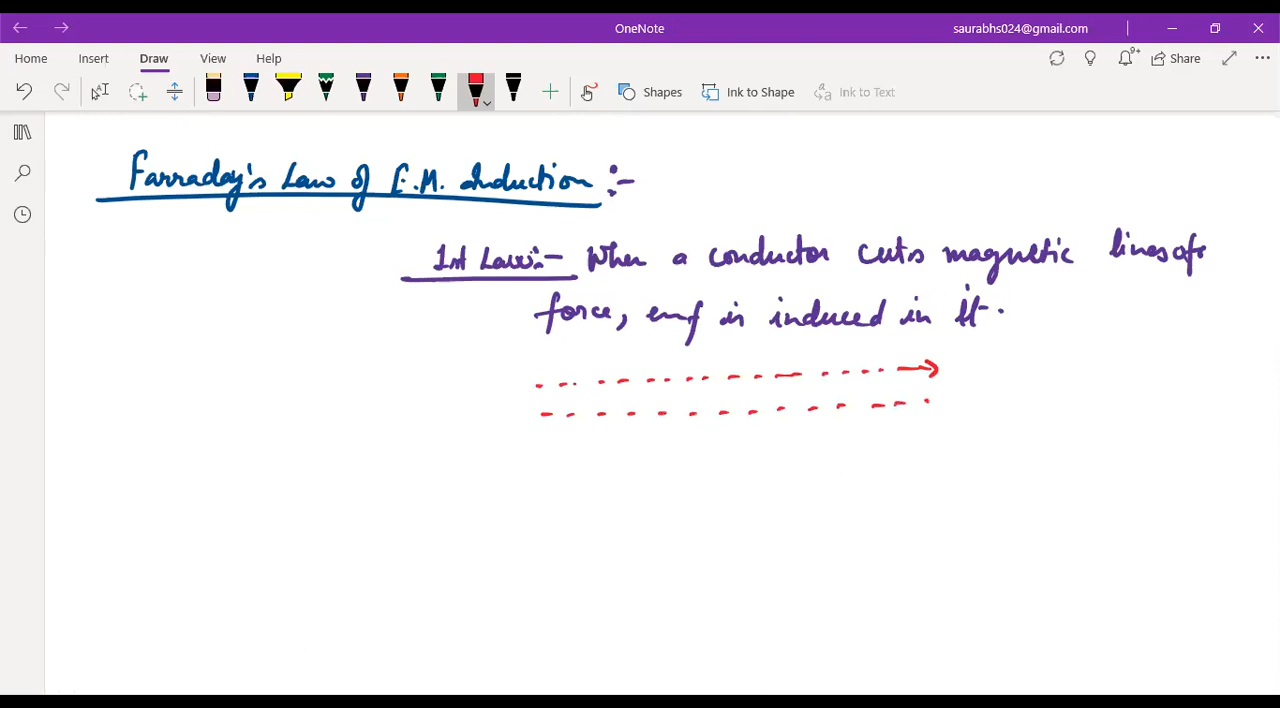 OneNote
saurabhs024@gmail.com
Home Insert Draw View Help
Share
Shapes Ink to Shape Ink to Text
Farraday's Law of E.M. Induction :-
1st Law:- When a conductor cuts magnetic lines of
force, emf is induced in it.